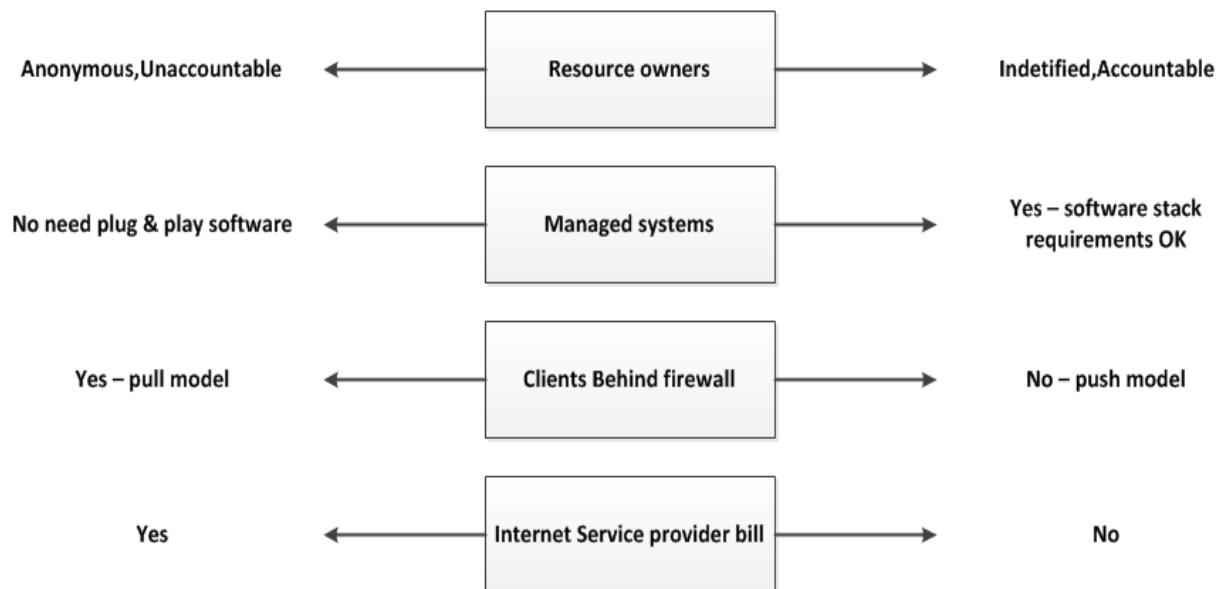 Anonymous,Unaccountable
Resource owners
Indetified,Accountable
No need plug & play software
Managed systems
Yes – software stack
requirements OK
Yes – pull model
Clients Behind firewall
No – push model
Yes
Internet Service provider bill
No